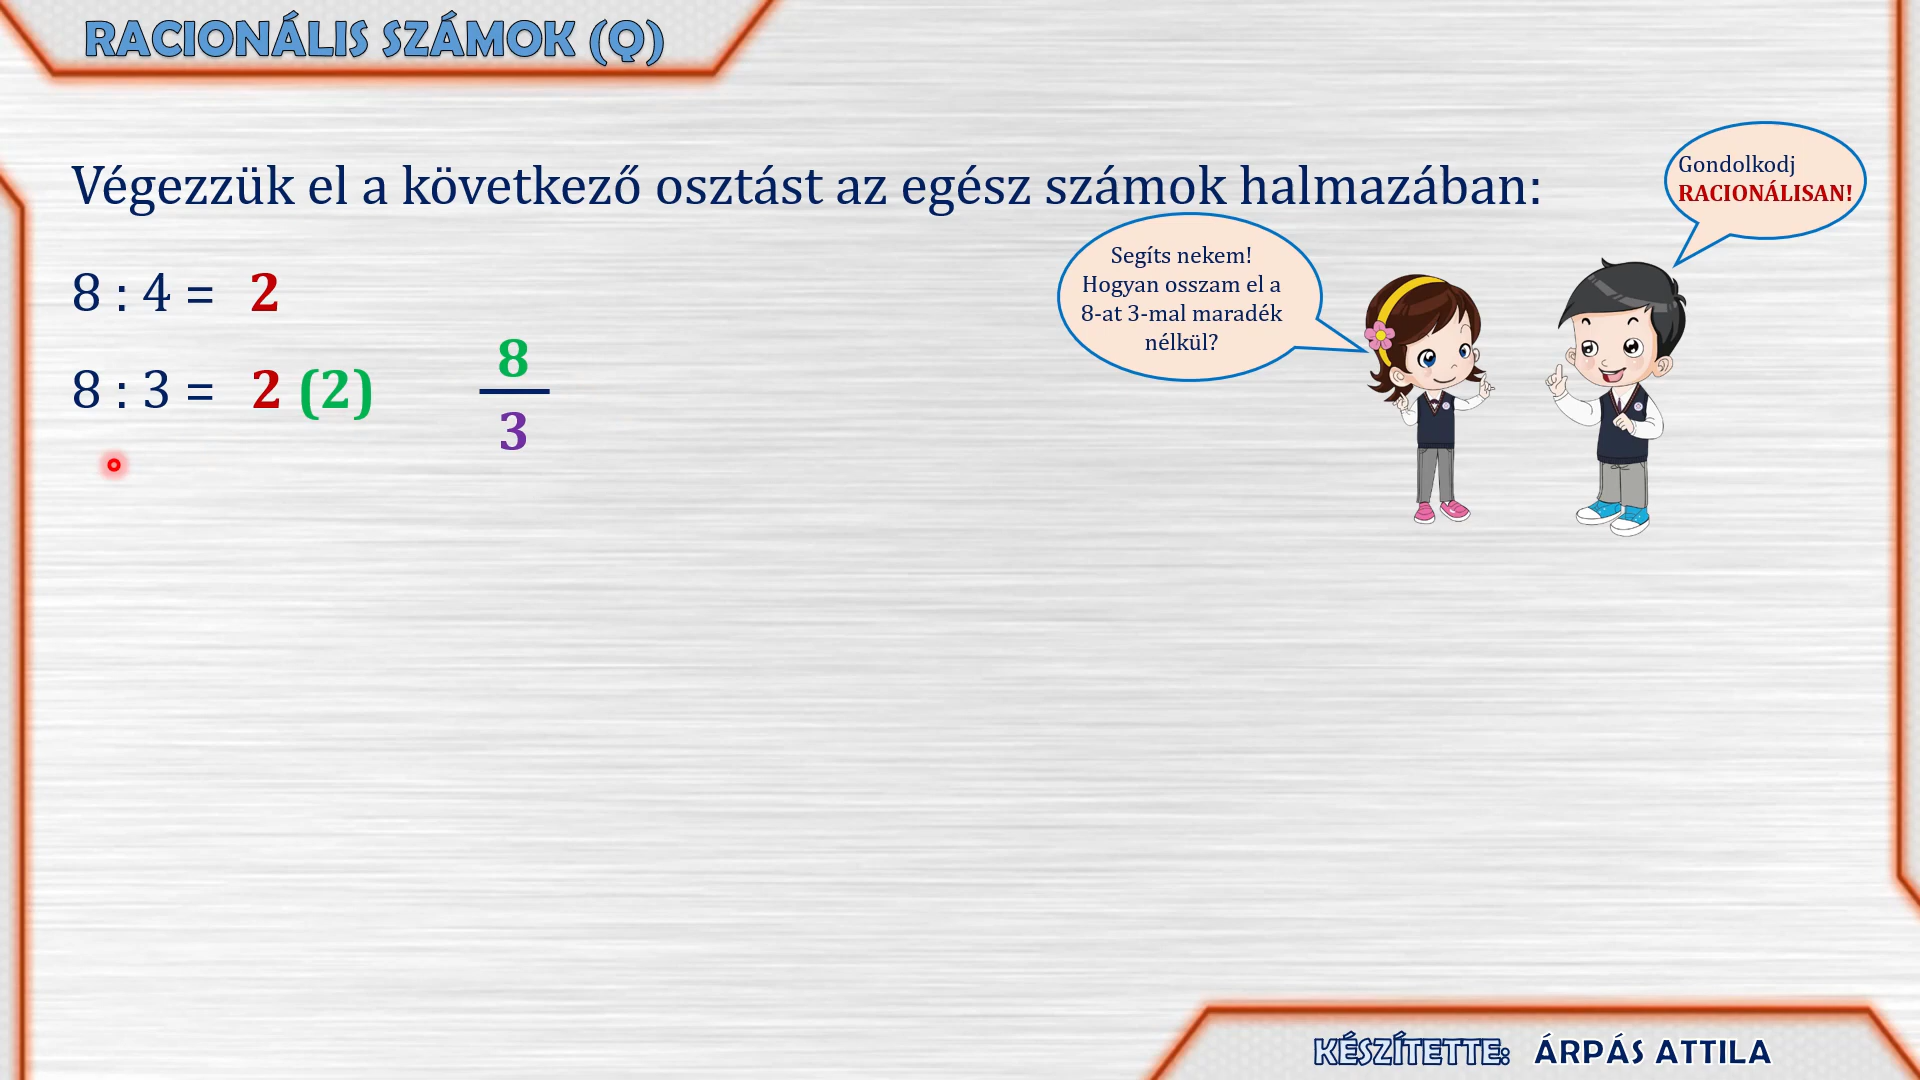 RACIONÁLIS SZÁMOK (Q)
Végezzük el a következő osztást az egész számok halmazában:
Gondolkodj
RACIONÁLISAN!
Segíts nekem!
Hogyan osszam el a
8-at 3-mal maradék
nélkül?
8 : 4 = 2
8 : 3 = 2 (2)
8
3
KÉSZÍTETTE: ÁRPÁS ATTILA